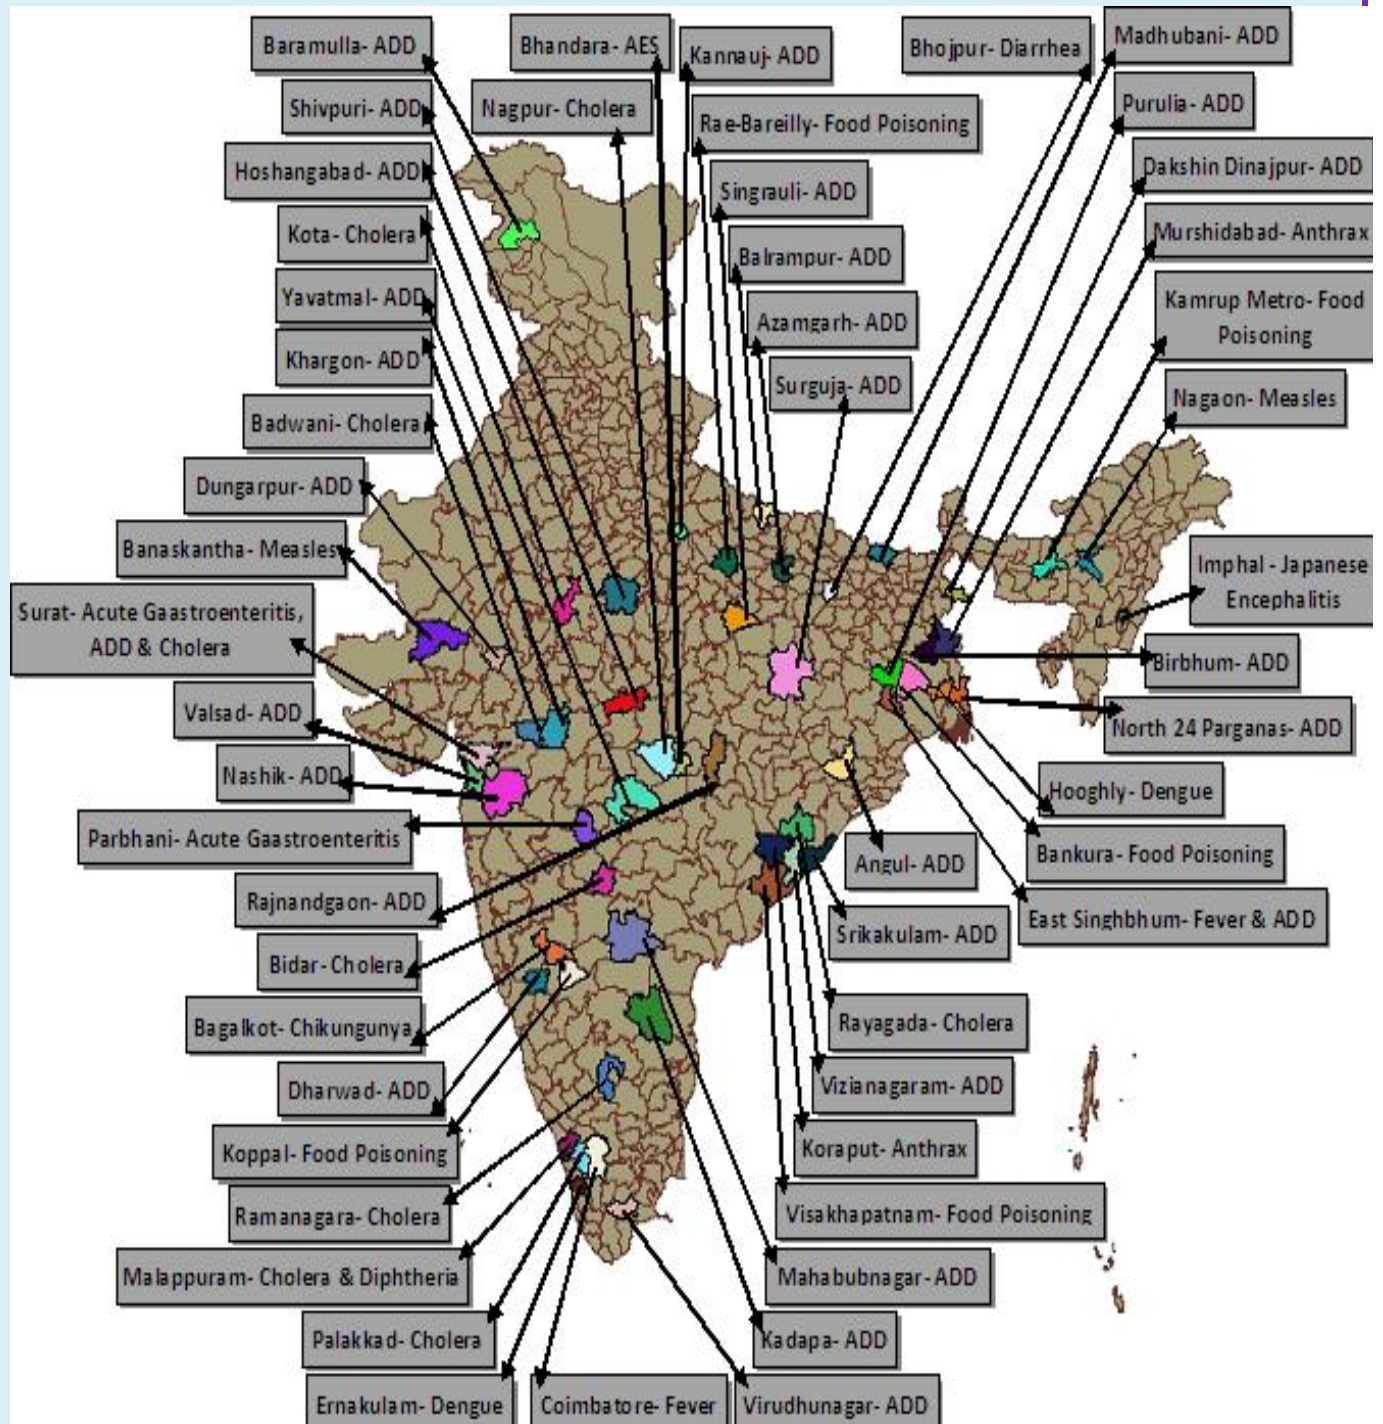 Baramulla- ADD
Shivpuri- ADD
Hoshangabad- ADD
Kota- Cholera
Yavatmal- ADD
Khargon- ADD
Badwani- Cholera
Dungarpur- ADD
Banaskantha- Measles
Surat- Acute Gaastroenteritis,
ADD & Cholera
Valsad- ADD
Nashik- ADD
Parbhani- Acute Gaastroenteritis
Rajnandgaon- ADD
Bidar- Cholera
Bagalkot- Chikungunya
Dharwad- ADD
Koppal- Food Poisoning
Ramanagara- Cholera
Malappuram- Cholera & Diphtheria
Palakkad- Cholera
Ernakulam- Dengue
Bhandara- AES
Nagpur- Cholera
Kannauj- ADD
Rae-Bareilly- Food Poisoning
Singrauli- ADD
Balrampur- ADD
Azamgarh- ADD
Surguja- ADD
Bhojpur- Diarrhea
Madhubani- ADD
Purulia- ADD
Dakshin Dinajpur- ADD
Murshidabad- Anthrax
Kamrup Metro- Food
Poisoning
Nagaon- Measles
Imphal - Japanese
Encephalitis
Birbhum- ADD
North 24 Parganas- ADD
Hooghly- Dengue
Bankura- Food Poisoning
East Singhbhum- Fever & ADD
Angul- ADD
Srikakulam- ADD
Rayagada- Cholera
Vizianagaram- ADD
Koraput- Anthrax
Visakhapatnam- Food Poisoning
Mahabubnagar- ADD
Kadapa- ADD
Coimbatore- Fever
Virudhunagar- ADD